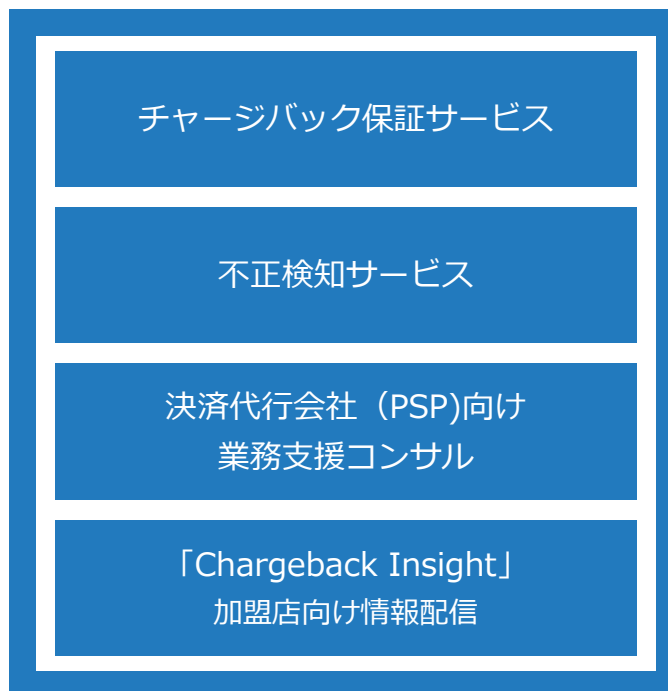 チャージバック保証サービス
不正検知サービス
決済代行会社（PSP)向け
業務支援コンサル
「Chargeback Insight」
加盟店向け情報配信